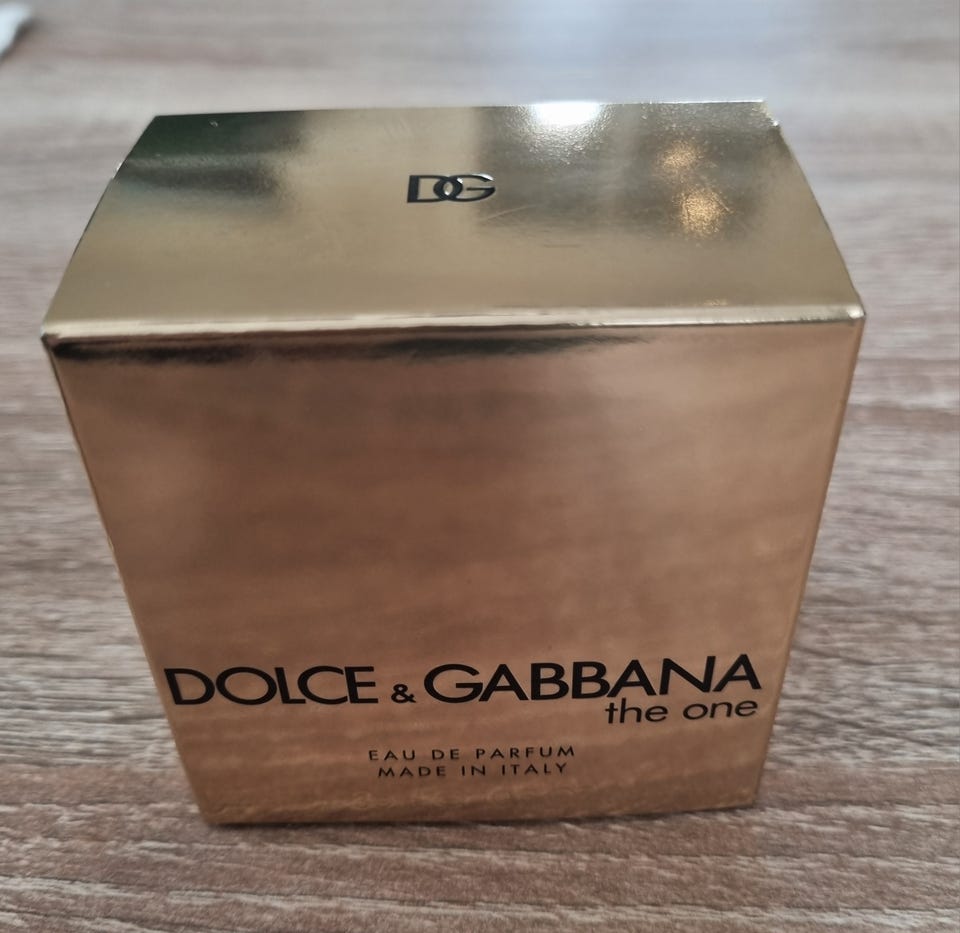 DG
DOLCE & GABBANA
the one
EAU DE PARFUM
MADE IN ITALY